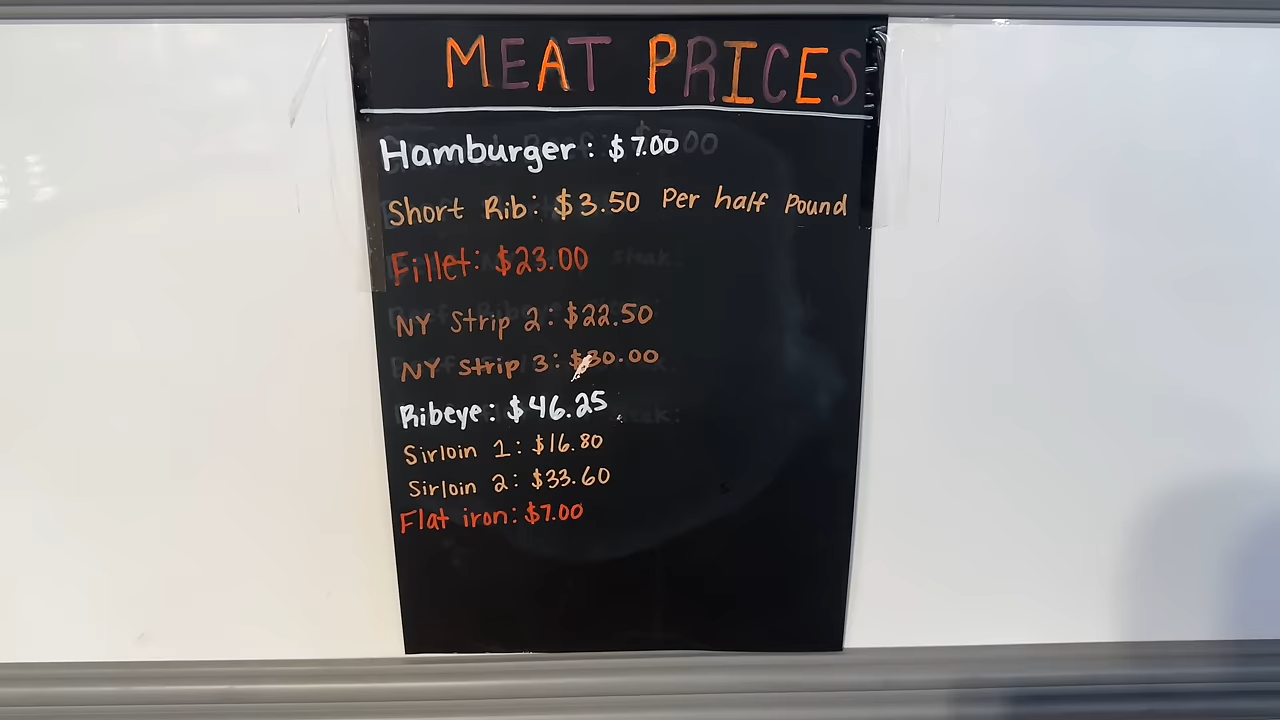 MEAT PRICES
Hamburger: $7.00
Short Rib: $3.50 Per half Pound
Fillet: $23.00
NY Strip 2: $22.50
NY Strip 3: $30.00
Ribeye: $46.25
Sirloin 1: $16.80
Sirloin 2: $33.60
Flat iron: $7.00